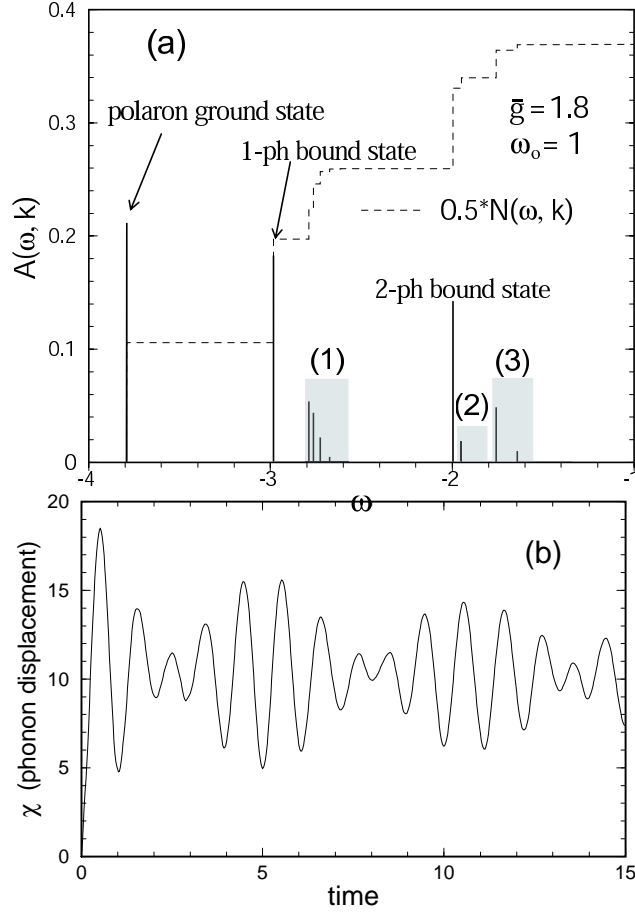 (a)
0.4
0.3
0.2
0.1
0
A(ω, k)
polaron ground state
1-ph bound state
ḡ = 1.8
ωₒ = 1
0.5*N(ω, k)
2-ph bound state
(1)
(2)
(3)
-4
-3
-2
-1
ω
(b)
20
15
10
5
0
χ (phonon displacement)
0
5
10
15
time